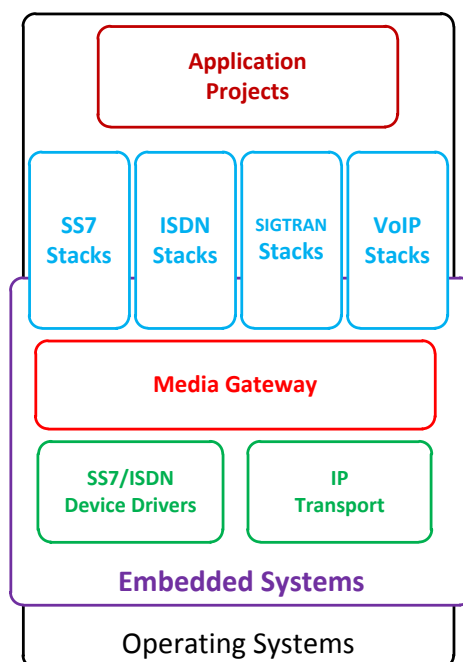 Application
Projects
SS7
Stacks
ISDN
Stacks
SIGTRAN
Stacks
VoIP
Stacks
Media Gateway
SS7/ISDN
Device Drivers
IP
Transport
Embedded Systems
Operating Systems